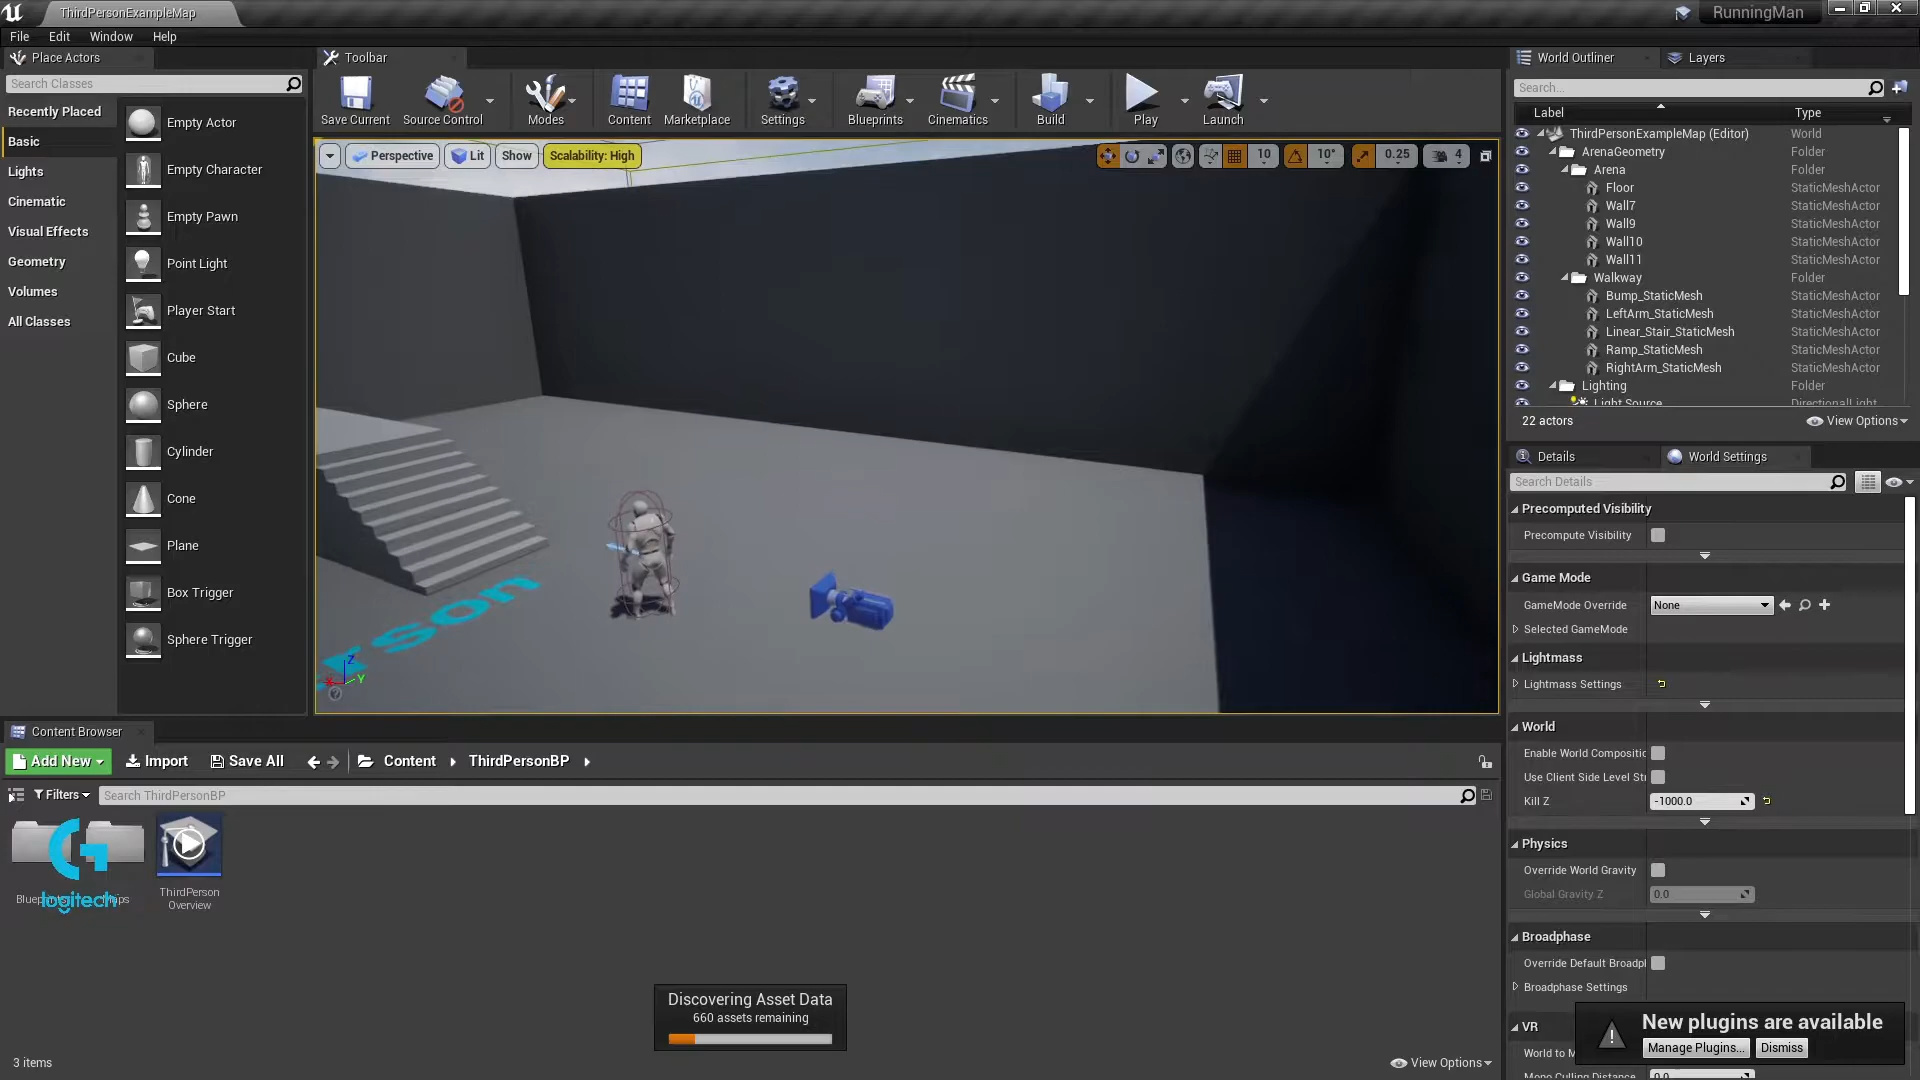 ThirdPersonExampleMap
RunningMan
File Edit Window Help
Place Actors
Search Classes
Recently Placed
Basic
Lights
Cinematic
Visual Effects
Geometry
Volumes
All Classes
Empty Actor
Empty Character
Empty Pawn
Point Light
Player Start
Cube
Sphere
Cylinder
Cone
Plane
Box Trigger
Sphere Trigger
Toolbar
Save Current Source Control Modes Content Marketplace Settings Blueprints Cinematics Build Play Launch
Perspective Lit Show Scalability: High
10 10° 0.25 4
son
Z
X Y
World Outliner Layers
Search...
Label Type
ThirdPersonExampleMap (Editor) World
ArenaGeometry Folder
Arena Folder
Floor StaticMeshActor
Wall7 StaticMeshActor
Wall9 StaticMeshActor
Wall10 StaticMeshActor
Wall11 StaticMeshActor
Walkway Folder
Bump_StaticMesh StaticMeshActor
LeftArm_StaticMesh StaticMeshActor
Linear_Stair_StaticMesh StaticMeshActor
Ramp_StaticMesh StaticMeshActor
RightArm_StaticMesh StaticMeshActor
Lighting Folder
Light Source DirectionalLight
22 actors View Options
Details World Settings
Search Details
Precomputed Visibility
Precompute Visibility
Game Mode
GameMode Override None
Selected GameMode
Lightmass
Lightmass Settings
World
Enable World Compositic
Use Client Side Level Str
Kill Z -1000.0
Physics
Override World Gravity
Global Gravity Z 0.0
Broadphase
Override Default Broadpl
Broadphase Settings
VR
World to M
Mono Culling Distance 0.0
New plugins are available
Manage Plugins... Dismiss
Content Browser
Add New Import Save All Content ThirdPersonBP
Filters Search ThirdPersonBP
logitech
ThirdPerson
Overview
Discovering Asset Data
660 assets remaining
3 items View Options